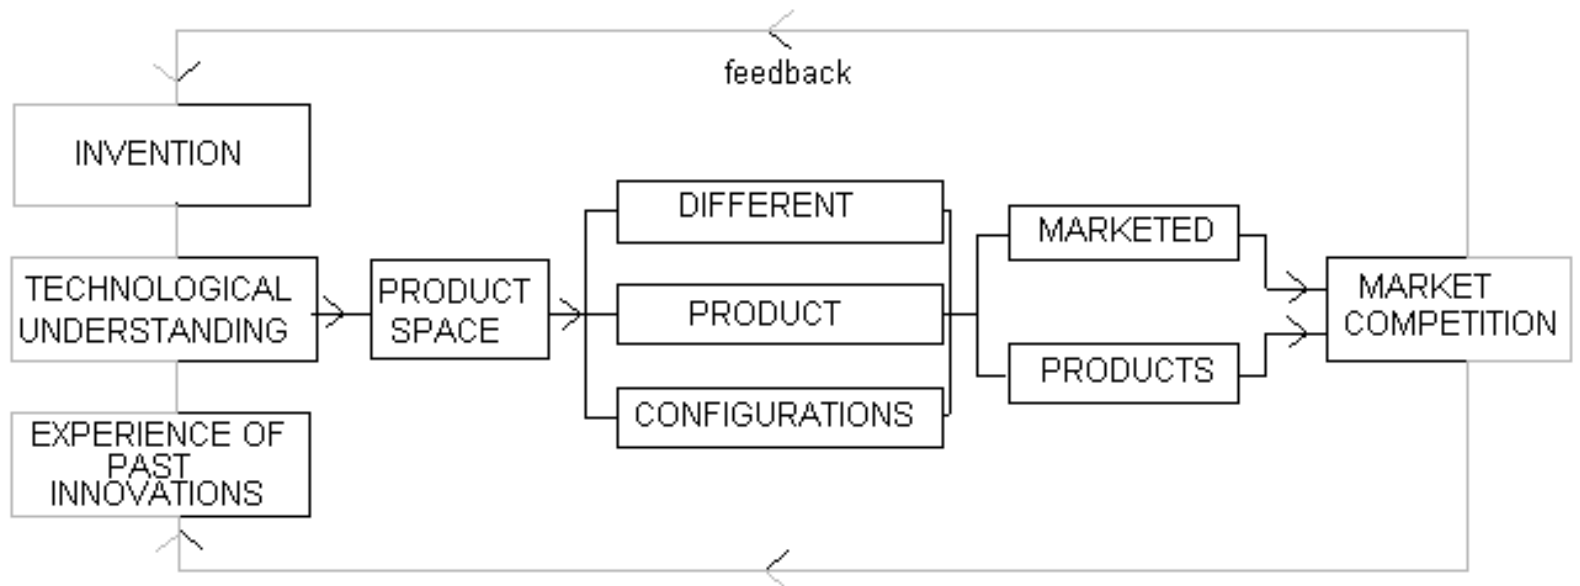 feedback
INVENTION
TECHNOLOGICAL
UNDERSTANDING
EXPERIENCE OF
PAST
INNOVATIONS
PRODUCT
SPACE
DIFFERENT
PRODUCT
CONFIGURATIONS
MARKETED
PRODUCTS
MARKET
COMPETITION